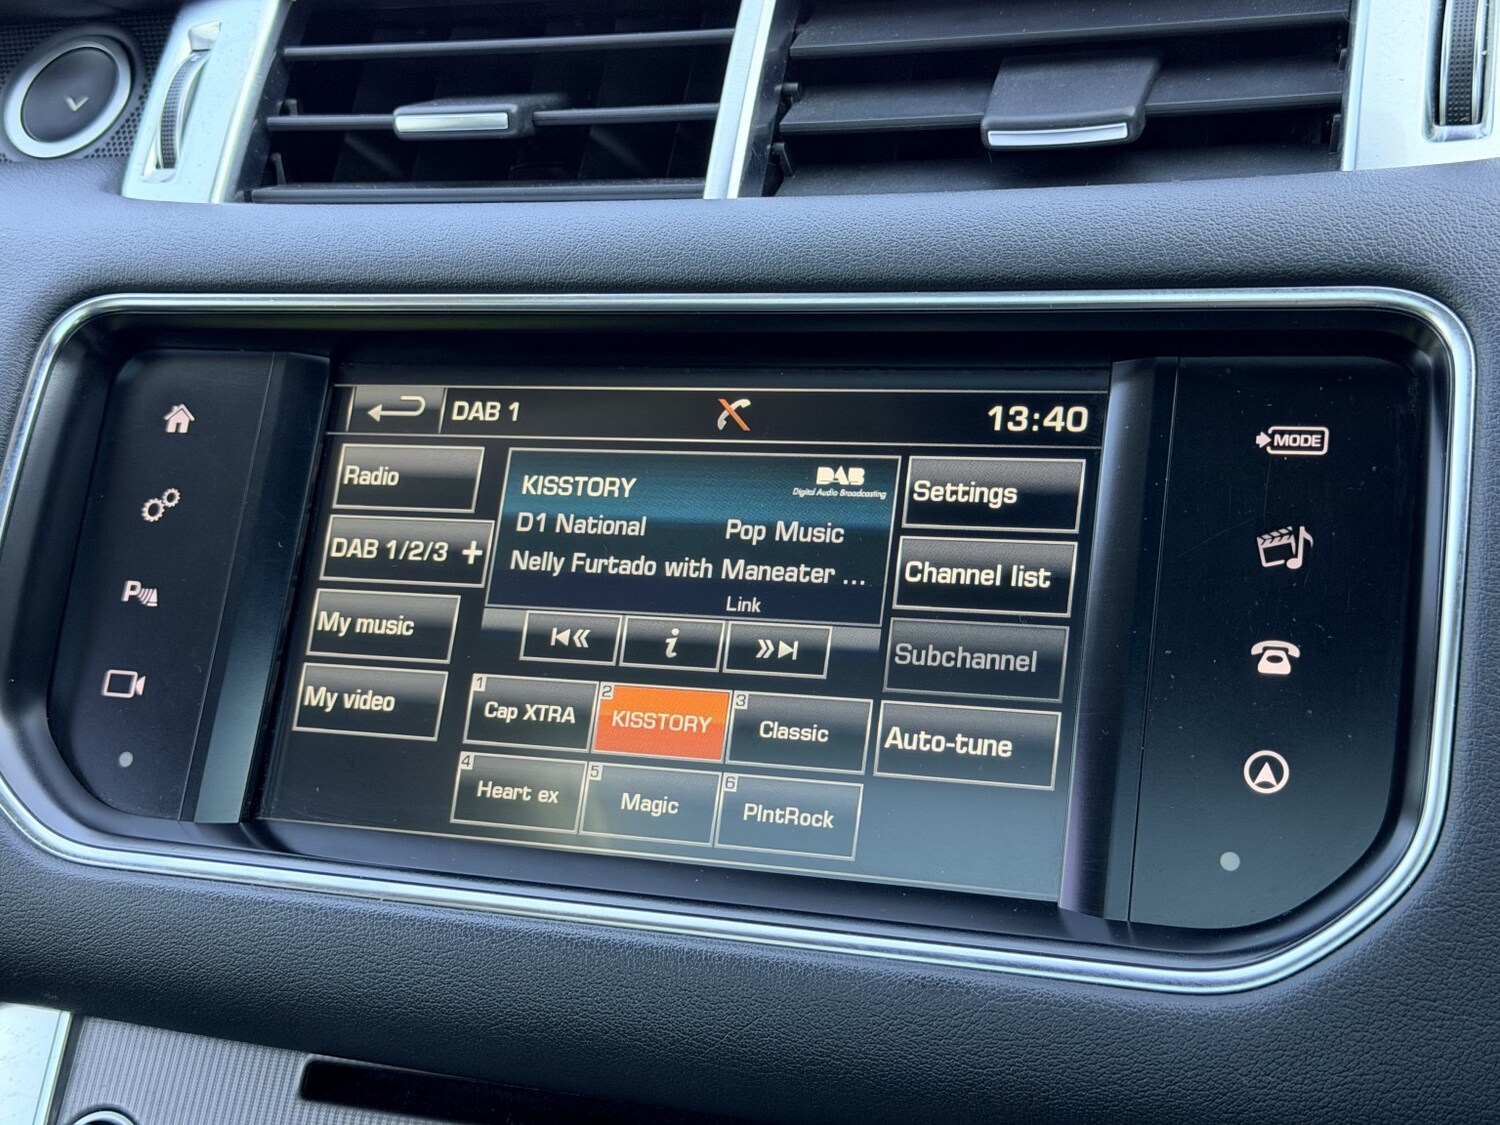 DAB 1
13:40
Radio
DAB 1/2/3 +
My music
My video
KISSTORY
DAB
Digital Audio Broadcasting
D1 National
Pop Music
Nelly Furtado with Maneater ...
Link
i
1
Cap XTRA
2
KISSTORY
3
Classic
4
Heart ex
5
Magic
6
PlntRock
Settings
Channel list
Subchannel
Auto-tune
P
MODE